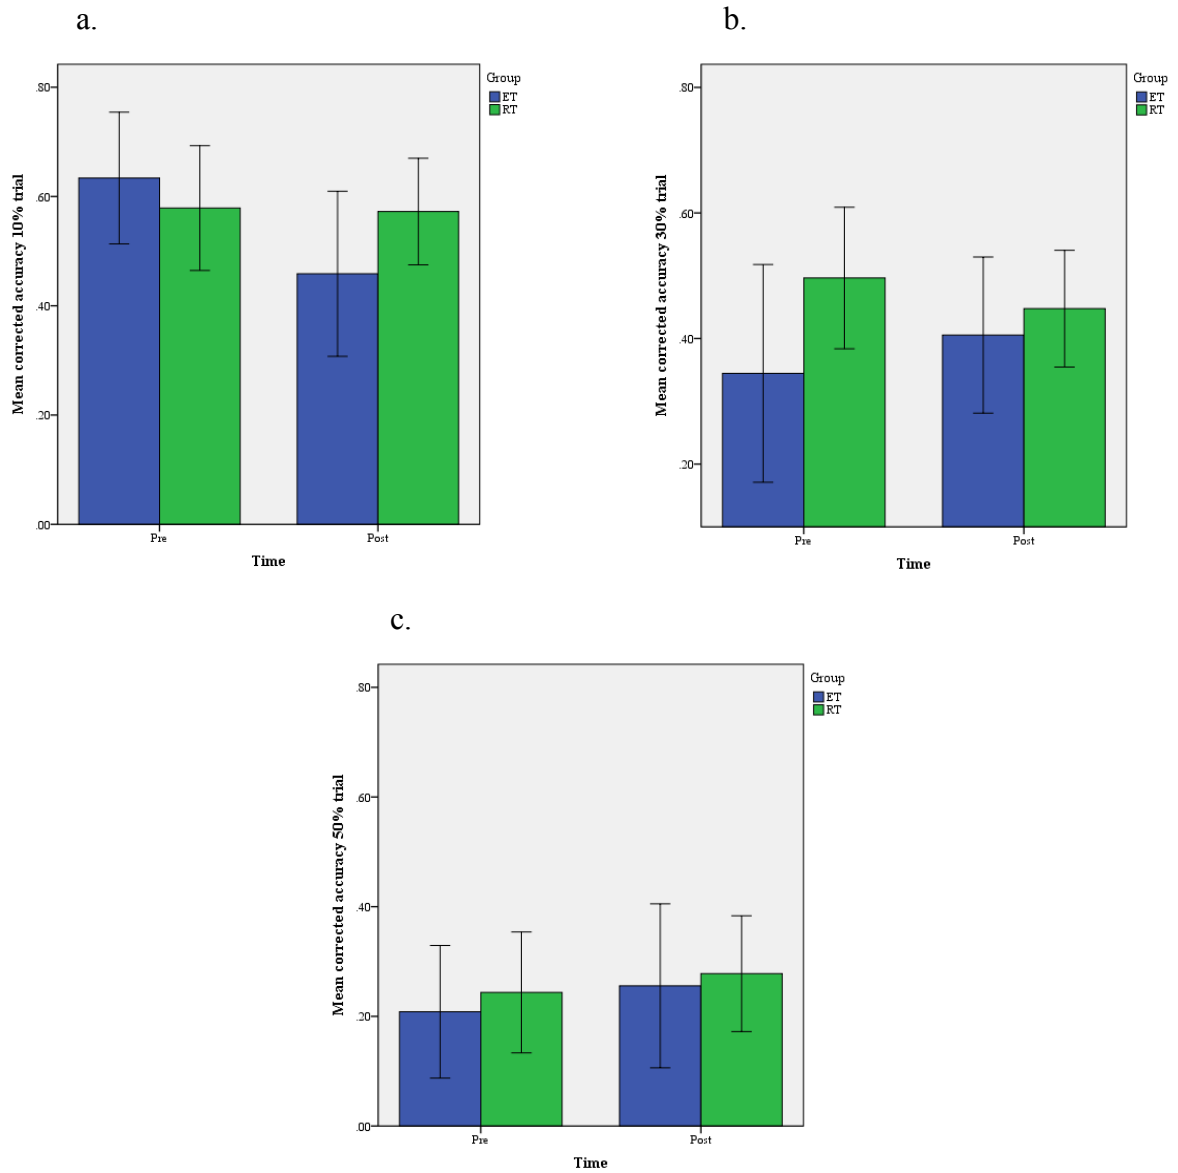 a.
Mean corrected accuracy 10% trial
.80
.60
.40
.20
.00
Pre
Post
Time
Group
ET
RT
b.
Mean corrected accuracy 30% trial
.80
.60
.40
.20
Pre
Post
Time
Group
ET
RT
c.
Mean corrected accuracy 50% trial
.80
.60
.40
.20
.00
Pre
Post
Time
Group
ET
RT